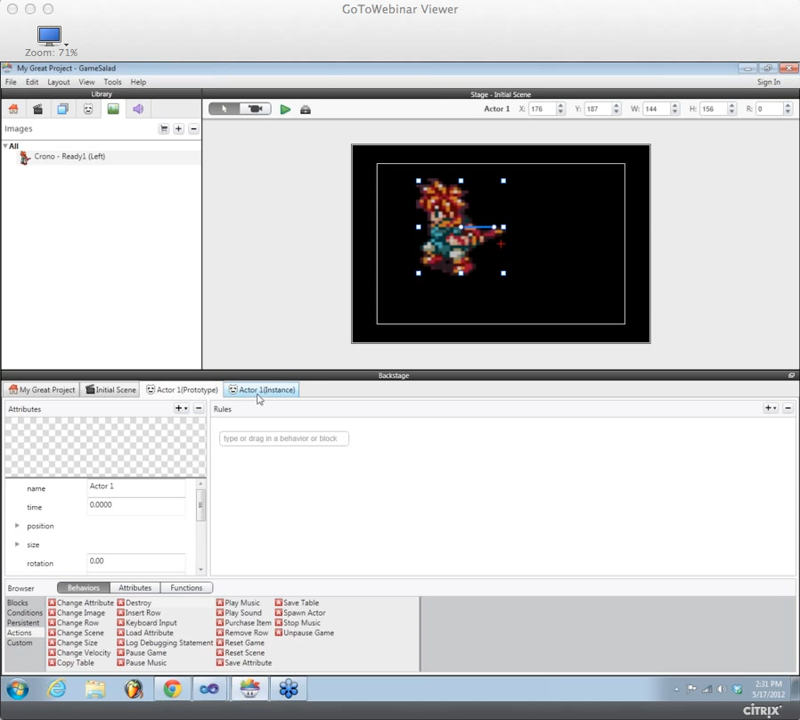 GoToWebinar Viewer
Zoom: 71%
My Great Project - GameSalad
File Edit Layout View Tools Help Sign In
Library Stage - Initial Scene
Actor 1 X: 176 Y: 187 W: 144 H: 156 R: 0
Images
All
Crono - Ready1 (Left)
Backstage
My Great Project Initial Scene Actor 1(Prototype) Actor 1(Instance)
Attributes Rules
type or drag in a behavior or block
name Actor 1
time 0.0000
position
size
rotation 0.00
Browser Behaviors Attributes Functions
Blocks Change Attribute Destroy Play Music Save Table
Conditions Change Image Insert Row Play Sound Spawn Actor
Persistent Change Row Keyboard Input Purchase Item Stop Music
Actions Change Scene Load Attribute Remove Row Unpause Game
Custom Change Size Log Debugging Statement Reset Game
Change Velocity Pause Game Reset Scene
Copy Table Pause Music Save Attribute
2:31 PM
5/17/2012
CITRIX